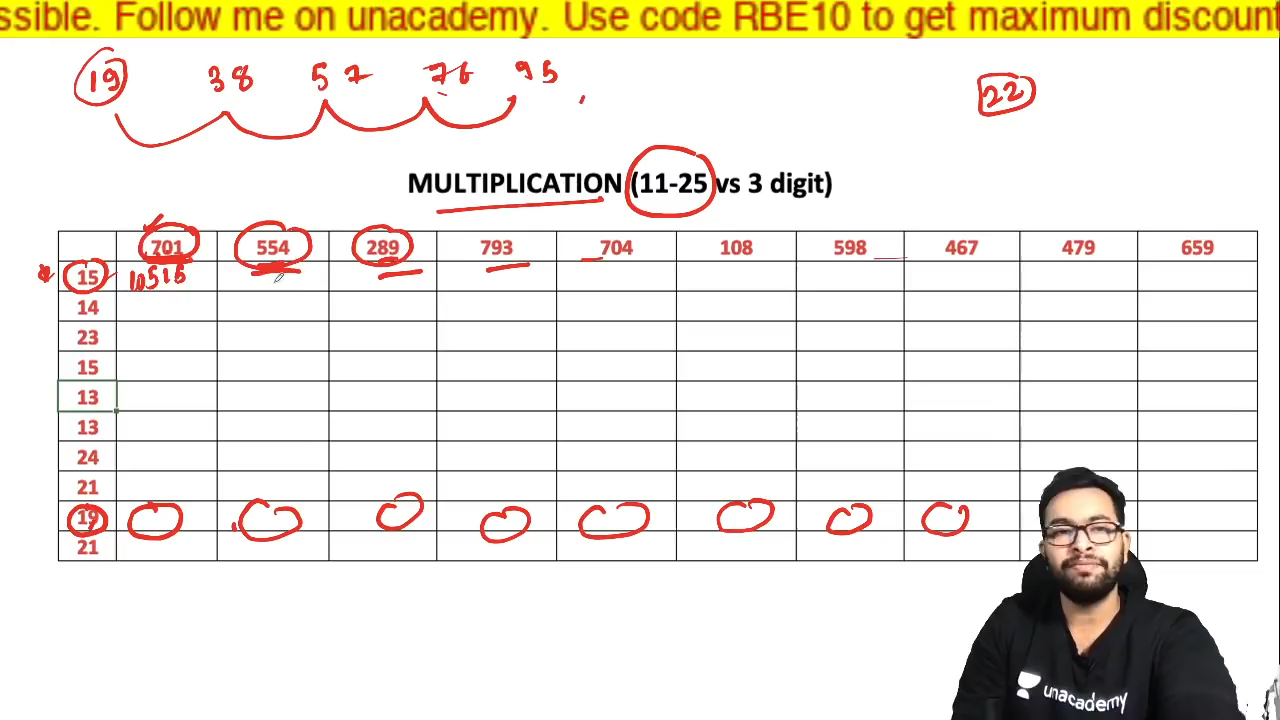 ssible. Follow me on unacademy. Use code RBE10 to get maximum discount
19 38 57 76 95
22
MULTIPLICATION (11-25 vs 3 digit)
701 554 289 793 704 108 598 467 479 659
15 10515
14
23
15
13
13
24
21
19
21
unacademy